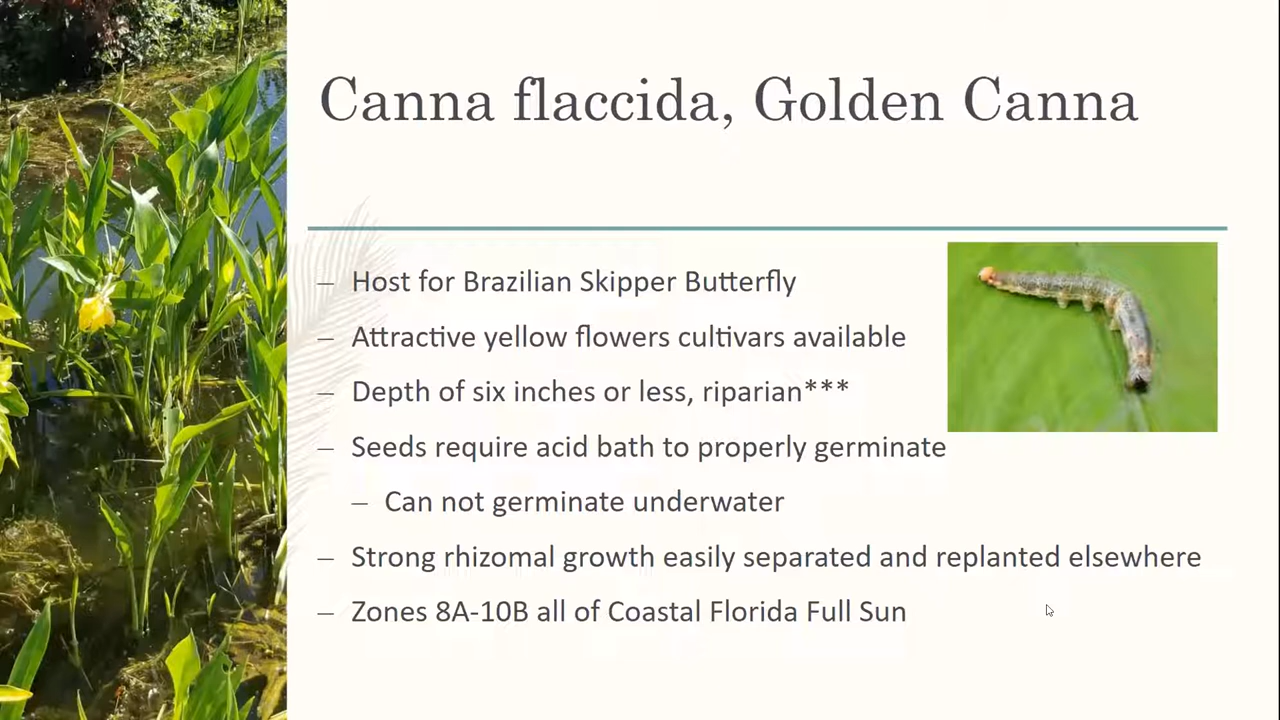 Canna flaccida, Golden Canna
– Host for Brazilian Skipper Butterfly
– Attractive yellow flowers cultivars available
– Depth of six inches or less, riparian***
– Seeds require acid bath to properly germinate
– Can not germinate underwater
– Strong rhizomal growth easily separated and replanted elsewhere
– Zones 8A-10B all of Coastal Florida Full Sun